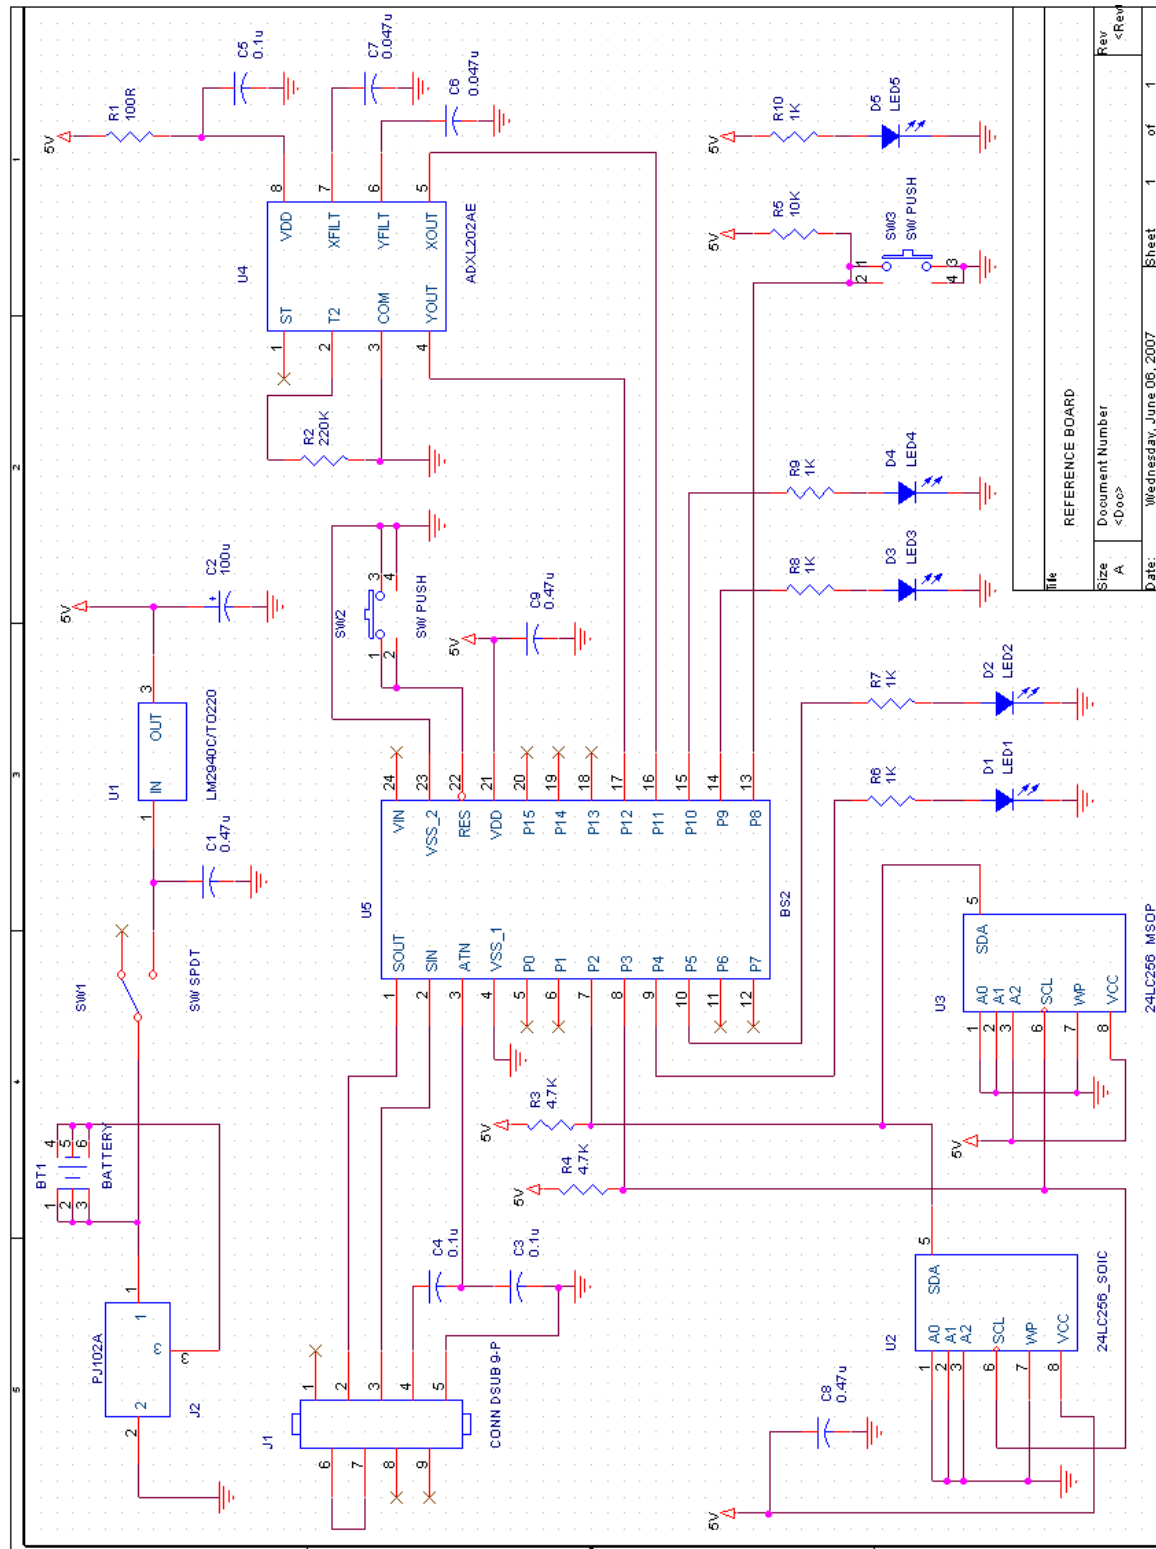 5V
R1
100R
C5
0.1u
C7
0.047u
C6
0.047u
1
U4
8
7
6
5
VDD
XFILT
YFILT
XOUT
ST
T2
COM
YOUT
1
2
3
4
ADXL202AE
R2
220K
5V
R10
1K
D5
LED5
5V
R5
10K
SW3
SW PUSH
1
2
3
4
2
5V
C2
100u
U1
IN
OUT
1
3
LM2940C/TO220
C1
0.47u
SW1
SW SPDT
SW2
SW PUSH
1
2
3
4
5V
C9
0.47u
R9
1K
D4
LED4
R8
1K
D3
LED3
R7
1K
D2
LED2
R6
1K
D1
LED1
3
U5
BS2
24
23
22
21
20
19
18
17
16
15
14
13
VIN
VSS_2
RES
VDD
P15
P14
P13
P12
P11
P10
P9
P8
SOUT
SIN
ATN
VSS_1
P0
P1
P2
P3
P4
P5
P6
P7
1
2
3
4
5
6
7
8
9
10
11
12
4
BT1
BATTERY
1
2
3
4
5
6
5V
R3
4.7K
5V
R4
4.7K
C4
0.1u
C3
0.1u
U3
24LC256_MSOP
SDA
5
A0
A1
A2
SCL
WP
VCC
1
2
3
6
7
8
5V
PJ102A
J2
1
2
3
1
2
3
5
J1
CONN DSUB 9-P
1
2
3
4
5
6
7
8
9
U2
24LC256_SOIC
SDA
5
A0
A1
A2
SCL
WP
VCC
1
2
3
6
7
8
5V
C8
0.47u
Title
REFERENCE BOARD
Size
A
Document Number
<Doc>
Rev
<Rev
Date:
Wednesday, June 06, 2007
Sheet
1
of
1